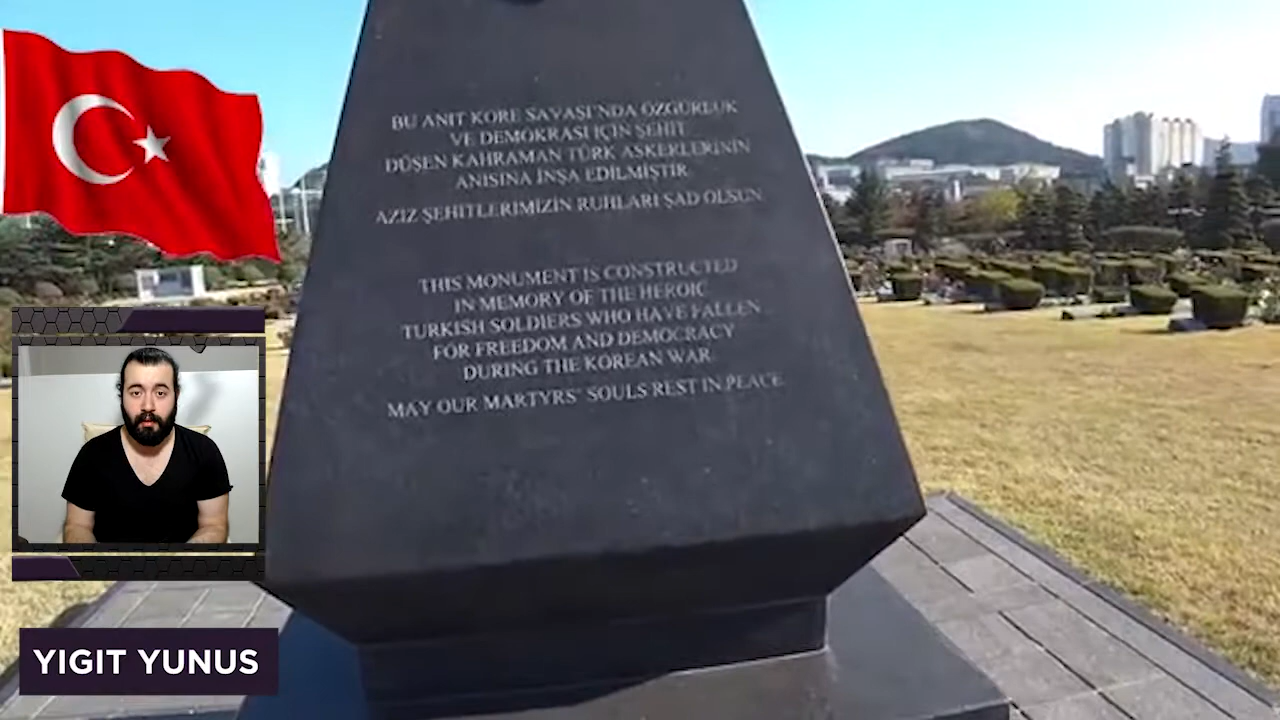 BU ANIT KORE SAVAŞI'NDA ÖZGÜRLÜK
VE DEMOKRASİ İÇİN ŞEHİT
DÜŞEN KAHRAMAN TÜRK ASKERLERİNİN
ANISINA İNŞA EDİLMİŞTİR
AZİZ ŞEHİTLERİMİZİN RUHLARI ŞAD OLSUN
THIS MONUMENT IS CONSTRUCTED
IN MEMORY OF THE HEROIC
TURKISH SOLDIERS WHO HAVE FALLEN
FOR FREEDOM AND DEMOCRACY
DURING THE KOREAN WAR
MAY OUR MARTYRS' SOULS REST IN PEACE
YIGIT YUNUS